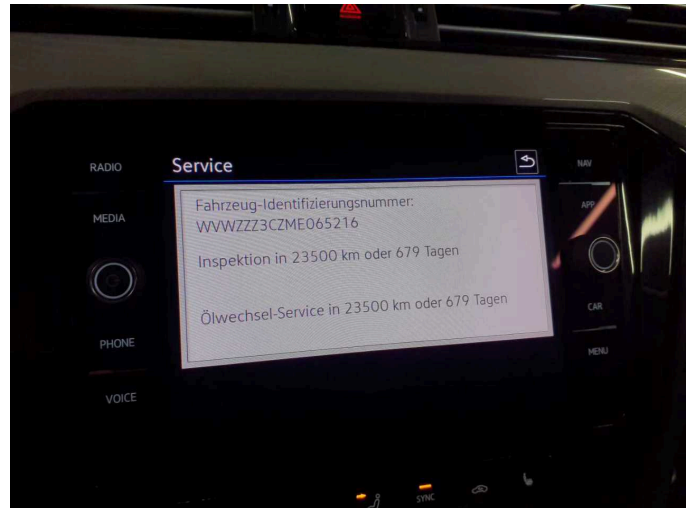 RADIO
MEDIA
PHONE
VOICE
Service
Fahrzeug-Identifizierungsnummer:
WVWZZZ3CZME065216
Inspektion in 23500 km oder 679 Tagen
Ölwechsel-Service in 23500 km oder 679 Tagen
NAV
APP
CAR
MENU
SYNC